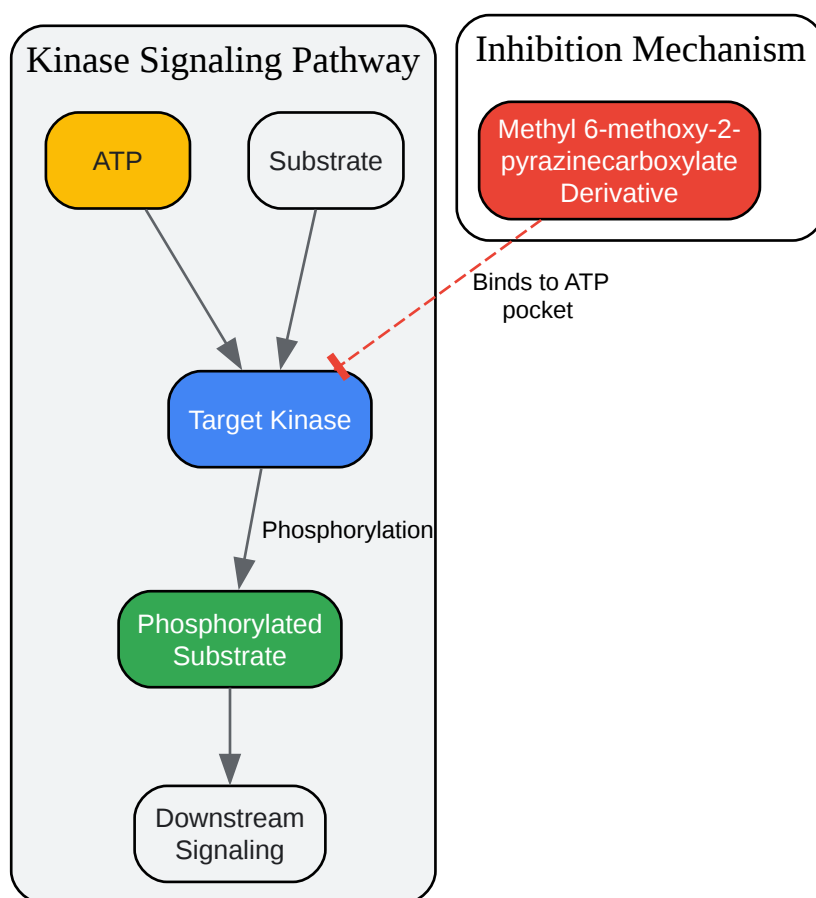 Kinase Signaling Pathway
ATP
Substrate
Target Kinase
Phosphorylation
Phosphorylated
Substrate
Downstream
Signaling
Inhibition Mechanism
Methyl 6-methoxy-2-
pyrazinecarboxylate
Derivative
Binds to ATP
pocket